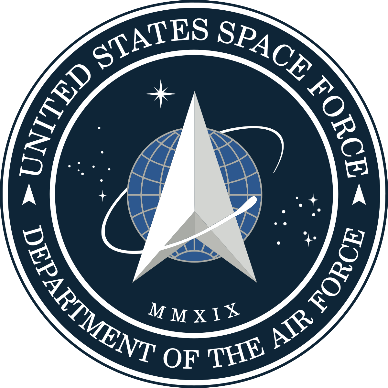 UNITED STATES SPACE FORCE
MMXIX
DEPARTMENT OF THE AIR FORCE